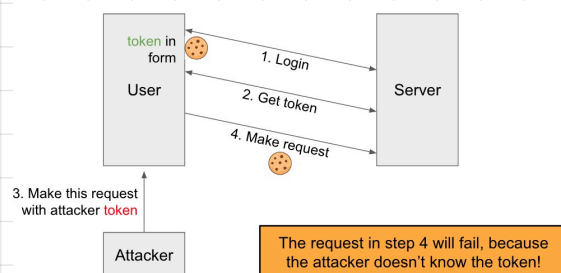 token in
form
User
1. Login
2. Get token
4. Make request
Server
3. Make this request
with attacker token
Attacker
The request in step 4 will fail, because
the attacker doesn't know the token!